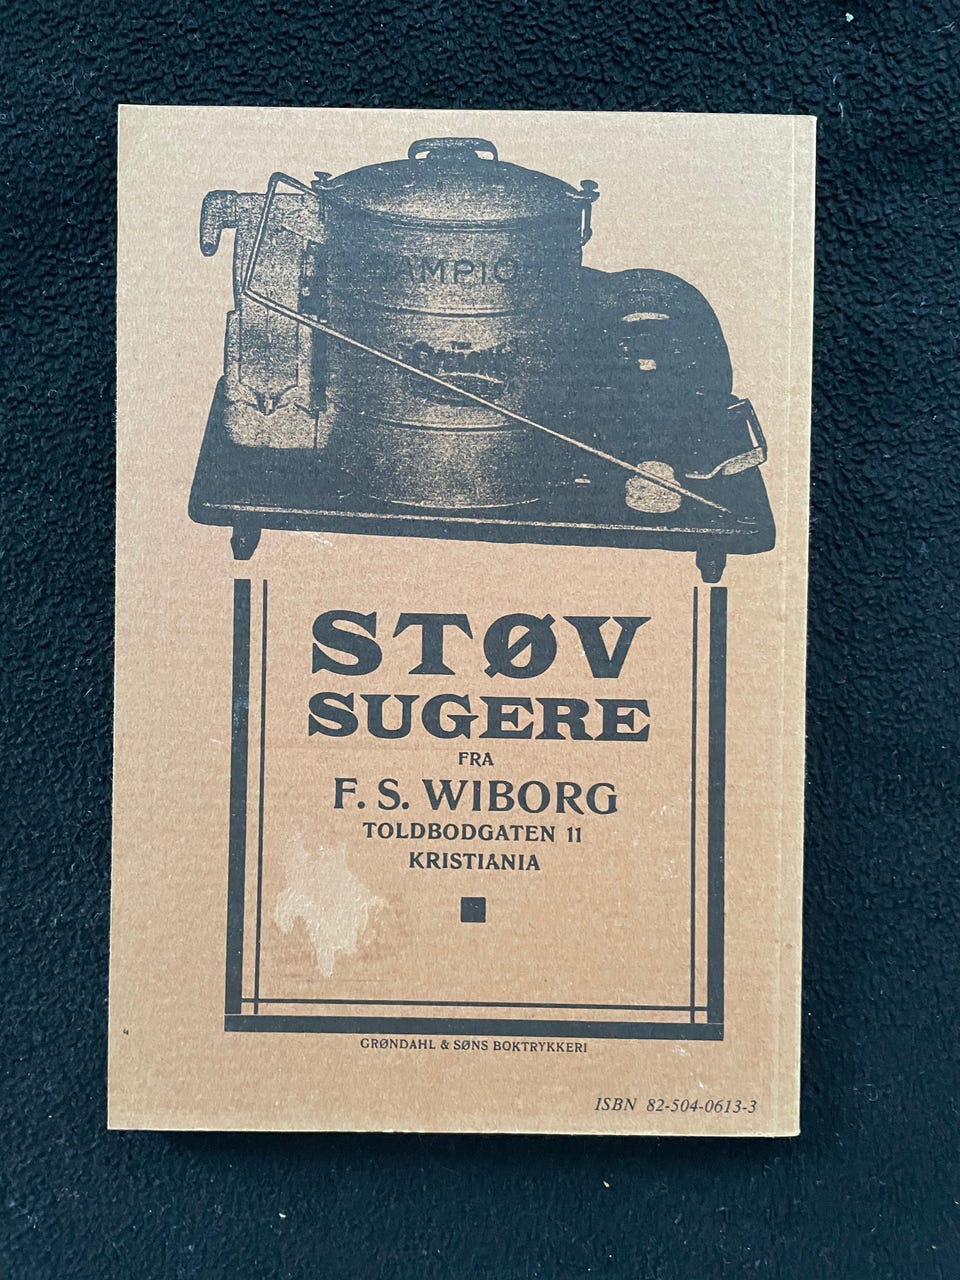 STØV
SUGERE
FRA
F. S. WIBORG
TOLDBODGATEN 11
KRISTIANIA
GRØNDAHL & SØNS BOKTRYKKERI
ISBN 82-504-0613-3